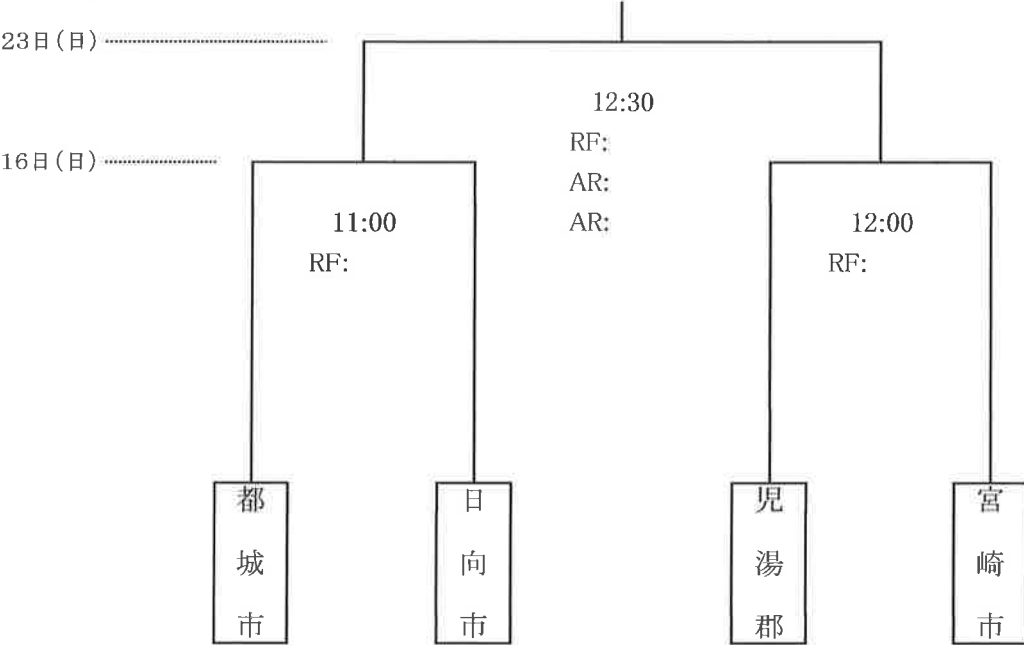 23日(日)
12:30
RF:
AR:
AR:
16日(日)
11:00
RF:
12:00
RF:
都城市
日向市
児湯郡
宮崎市